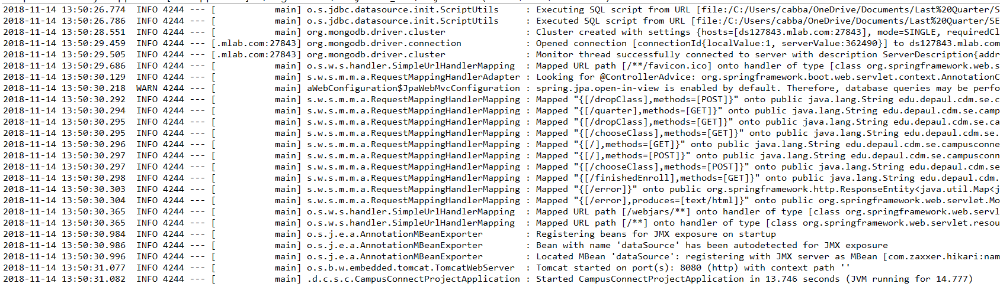 2018-11-14 13:50:26.774  INFO 4244 --- [           main] o.s.jdbc.datasource.init.ScriptUtils     : Executing SQL script from URL [file:/C:/Users/cabba/OneDrive/Documents/Last%20Quarter/S
2018-11-14 13:50:26.786  INFO 4244 --- [           main] o.s.jdbc.datasource.init.ScriptUtils     : Executed SQL script from URL [file:/C:/Users/cabba/OneDrive/Documents/Last%20Quarter/SE
2018-11-14 13:50:28.551  INFO 4244 --- [           main] org.mongodb.driver.cluster               : Cluster created with settings {hosts=[ds127843.mlab.com:27843], mode=SINGLE, requiredCl
2018-11-14 13:50:29.459  INFO 4244 --- [.mlab.com:27843] org.mongodb.driver.connection            : Opened connection [connectionId{localValue:1, serverValue:362490}] to ds127843.mlab.com
2018-11-14 13:50:29.505  INFO 4244 --- [.mlab.com:27843] org.mongodb.driver.cluster               : Monitor thread successfully connected to server with description ServerDescription{addr
2018-11-14 13:50:29.686  INFO 4244 --- [           main] o.s.w.s.handler.SimpleUrlHandlerMapping  : Mapped URL path [/**/favicon.ico] onto handler of type [class org.springframework.web.s
2018-11-14 13:50:30.129  INFO 4244 --- [           main] s.w.s.m.m.a.RequestMappingHandlerAdapter : Looking for @ControllerAdvice: org.springframework.boot.web.servlet.context.AnnotationC
2018-11-14 13:50:30.218  WARN 4244 --- [           main] aWebConfiguration$JpaWebMvcConfiguration : spring.jpa.open-in-view is enabled by default. Therefore, database queries may be perfo
2018-11-14 13:50:30.292  INFO 4244 --- [           main] s.w.s.m.m.a.RequestMappingHandlerMapping : Mapped "{[/dropClass],methods=[POST]}" onto public java.lang.String edu.depaul.cdm.se.c
2018-11-14 13:50:30.294  INFO 4244 --- [           main] s.w.s.m.m.a.RequestMappingHandlerMapping : Mapped "{[/quarter],methods=[GET]}" onto public java.lang.String edu.depaul.cdm.se.camp
2018-11-14 13:50:30.295  INFO 4244 --- [           main] s.w.s.m.m.a.RequestMappingHandlerMapping : Mapped "{[/dropClass],methods=[GET]}" onto public java.lang.String edu.depaul.cdm.se.ca
2018-11-14 13:50:30.295  INFO 4244 --- [           main] s.w.s.m.m.a.RequestMappingHandlerMapping : Mapped "{[/chooseClass],methods=[GET]}" onto public java.lang.String edu.depaul.cdm.se.
2018-11-14 13:50:30.296  INFO 4244 --- [           main] s.w.s.m.m.a.RequestMappingHandlerMapping : Mapped "{[/],methods=[GET]}" onto public java.lang.String edu.depaul.cdm.se.campusconne
2018-11-14 13:50:30.297  INFO 4244 --- [           main] s.w.s.m.m.a.RequestMappingHandlerMapping : Mapped "{[/],methods=[POST]}" onto public java.lang.String edu.depaul.cdm.se.campusconn
2018-11-14 13:50:30.297  INFO 4244 --- [           main] s.w.s.m.m.a.RequestMappingHandlerMapping : Mapped "{[/chooseClass],methods=[POST]}" onto public java.lang.String edu.depaul.cdm.se
2018-11-14 13:50:30.298  INFO 4244 --- [           main] s.w.s.m.m.a.RequestMappingHandlerMapping : Mapped "{[/finishedEnroll],methods=[GET]}" onto public java.lang.String edu.depaul.cdm.
2018-11-14 13:50:30.303  INFO 4244 --- [           main] s.w.s.m.m.a.RequestMappingHandlerMapping : Mapped "{[/error]}" onto public org.springframework.http.ResponseEntity<java.util.Map<j
2018-11-14 13:50:30.304  INFO 4244 --- [           main] s.w.s.m.m.a.RequestMappingHandlerMapping : Mapped "{[/error],produces=[text/html]}" onto public org.springframework.web.servlet.Mo
2018-11-14 13:50:30.365  INFO 4244 --- [           main] o.s.w.s.handler.SimpleUrlHandlerMapping  : Mapped URL path [/webjars/**] onto handler of type [class org.springframework.web.servl
2018-11-14 13:50:30.365  INFO 4244 --- [           main] o.s.w.s.handler.SimpleUrlHandlerMapping  : Mapped URL path [/**] onto handler of type [class org.springframework.web.servlet.resou
2018-11-14 13:50:30.984  INFO 4244 --- [           main] o.s.j.e.a.AnnotationMBeanExporter        : Registering beans for JMX exposure on startup
2018-11-14 13:50:30.986  INFO 4244 --- [           main] o.s.j.e.a.AnnotationMBeanExporter        : Bean with name 'dataSource' has been autodetected for JMX exposure
2018-11-14 13:50:30.996  INFO 4244 --- [           main] o.s.j.e.a.AnnotationMBeanExporter        : Located MBean 'dataSource': registering with JMX server as MBean [com.zaxxer.hikari:nam
2018-11-14 13:50:31.077  INFO 4244 --- [           main] o.s.b.w.embedded.tomcat.TomcatWebServer  : Tomcat started on port(s): 8080 (http) with context path ''
2018-11-14 13:50:31.082  INFO 4244 --- [           main] .d.c.s.c.CampusConnectProjectApplication : Started CampusConnectProjectApplication in 13.746 seconds (JVM running for 14.777)